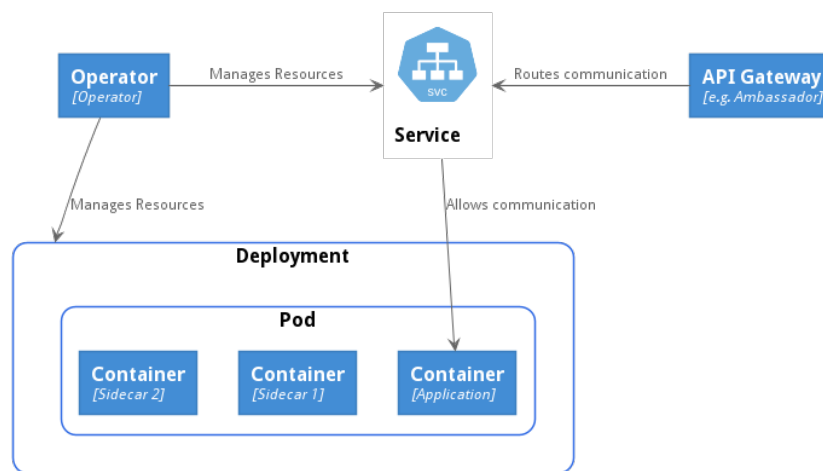 Operator
[Operator]
Manages Resources
svc
Service
Routes communication
API Gateway
[e.g. Ambassador]
Manages Resources
Allows communication
Deployment
Pod
Container
[Sidecar 2]
Container
[Sidecar 1]
Container
[Application]